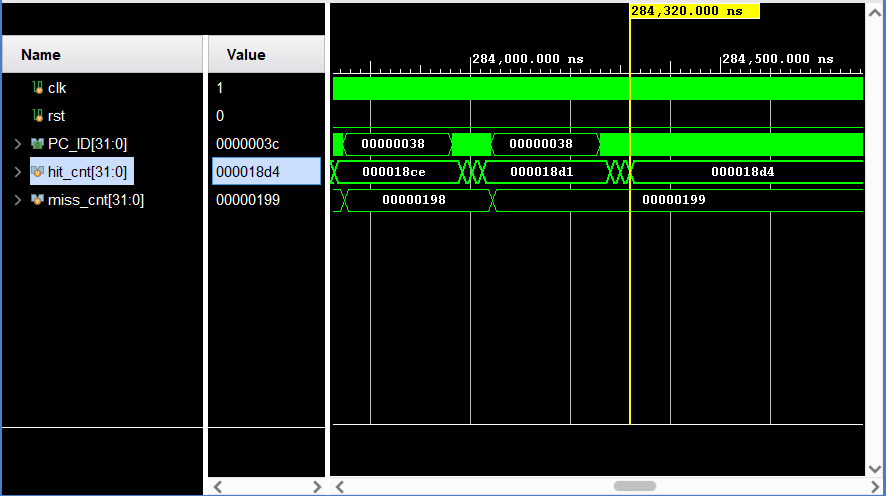 284,320.000 ns
Name Value
284,000.000 ns 284,500.000 ns
clk 1
rst 0
PC_ID[31:0] 0000003c 00000038 00000038
hit_cnt[31:0] 000018d4 000018ce 000018d1 000018d4
miss_cnt[31:0] 00000199 00000198 00000199